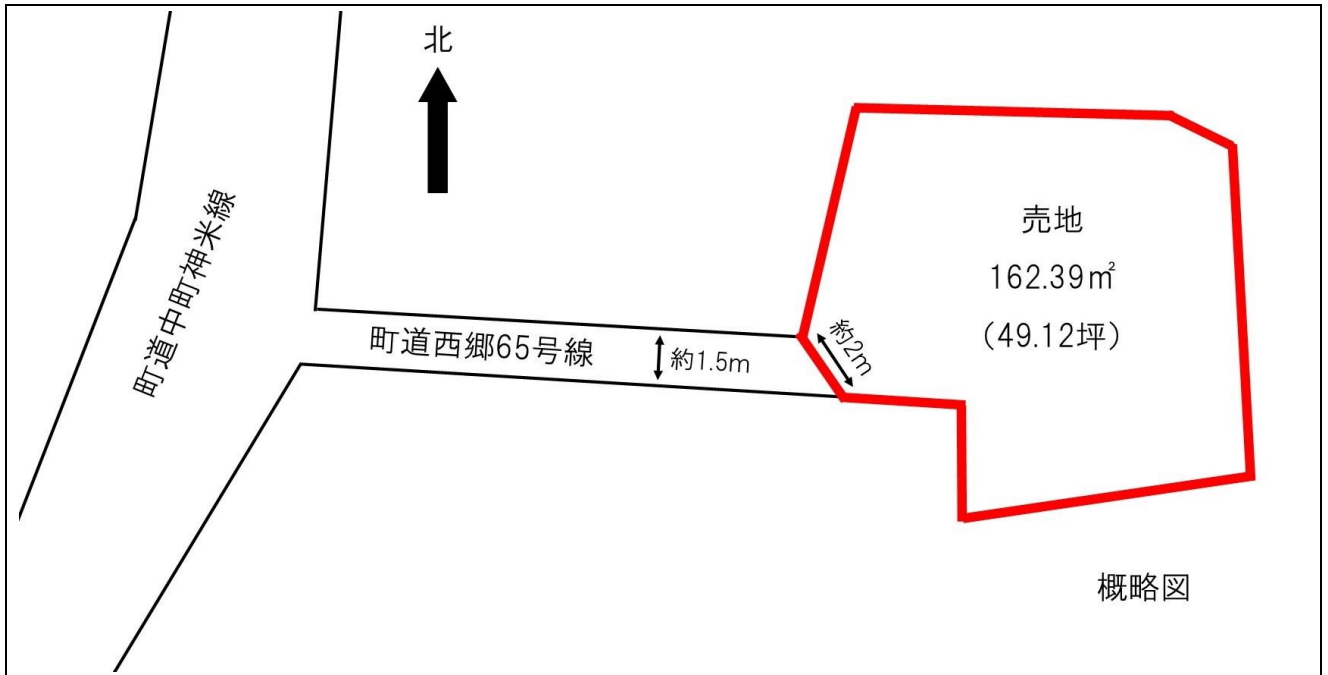 北
町道中町神米線
町道西郷65号線
約1.5m
約2m
売地
162.39㎡
(49.12坪)
概略図